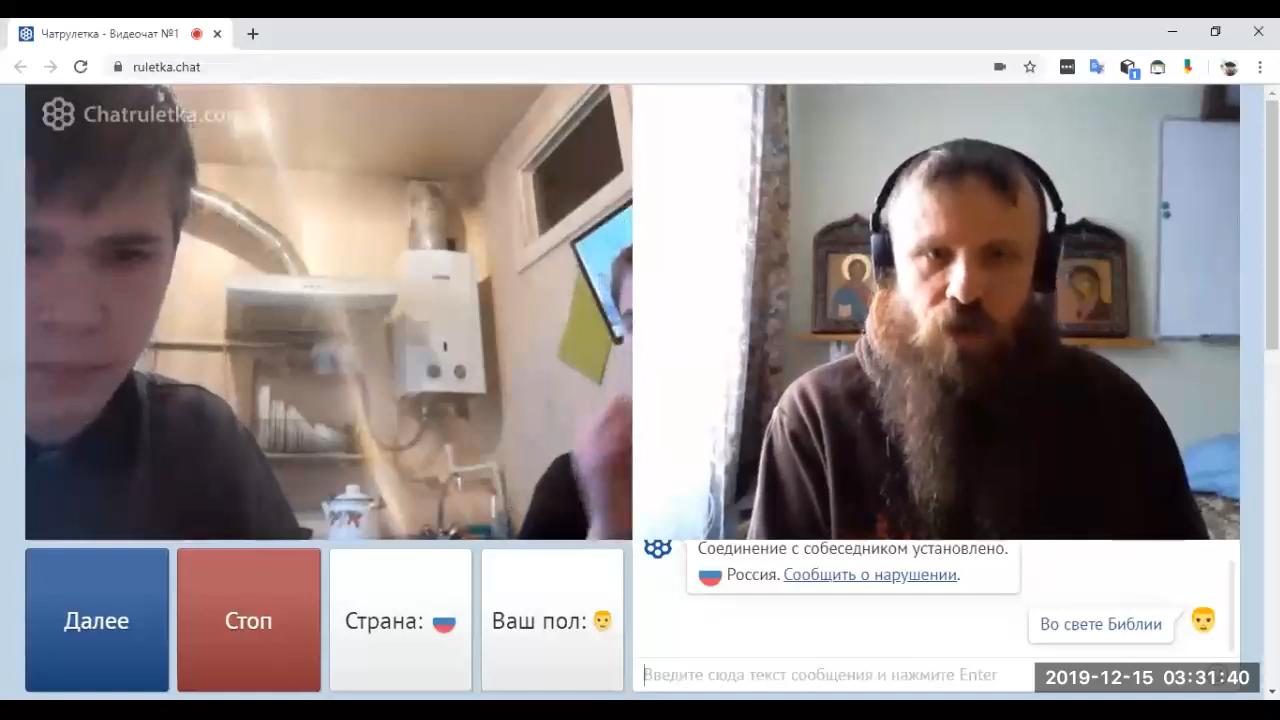 Чатрулетка - Видеочат №1
ruletka.chat
1
Chatruletka.com
Соединение с собеседником установлено.
Россия. Сообщить о нарушении.
Во свете Библии
Далее
Стоп
Страна:
Ваш пол:
Введите сюда текст сообщения и нажмите Enter
2019-12-15 03:31:40